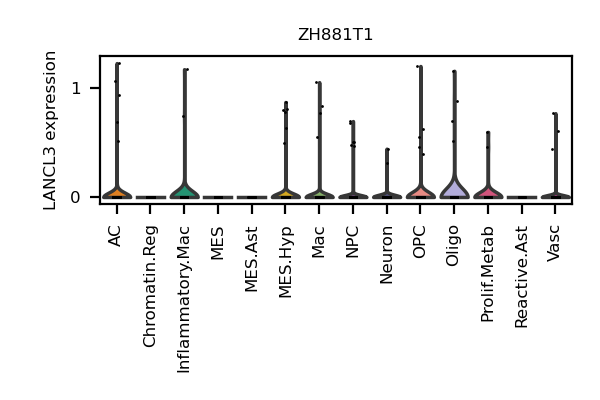 ZH881T1
LANCL3 expression
1
0
AC
Chromatin.Reg
Inflammatory.Mac
MES
MES.Ast
MES.Hyp
Mac
NPC
Neuron
OPC
Oligo
Prolif.Metab
Reactive.Ast
Vasc